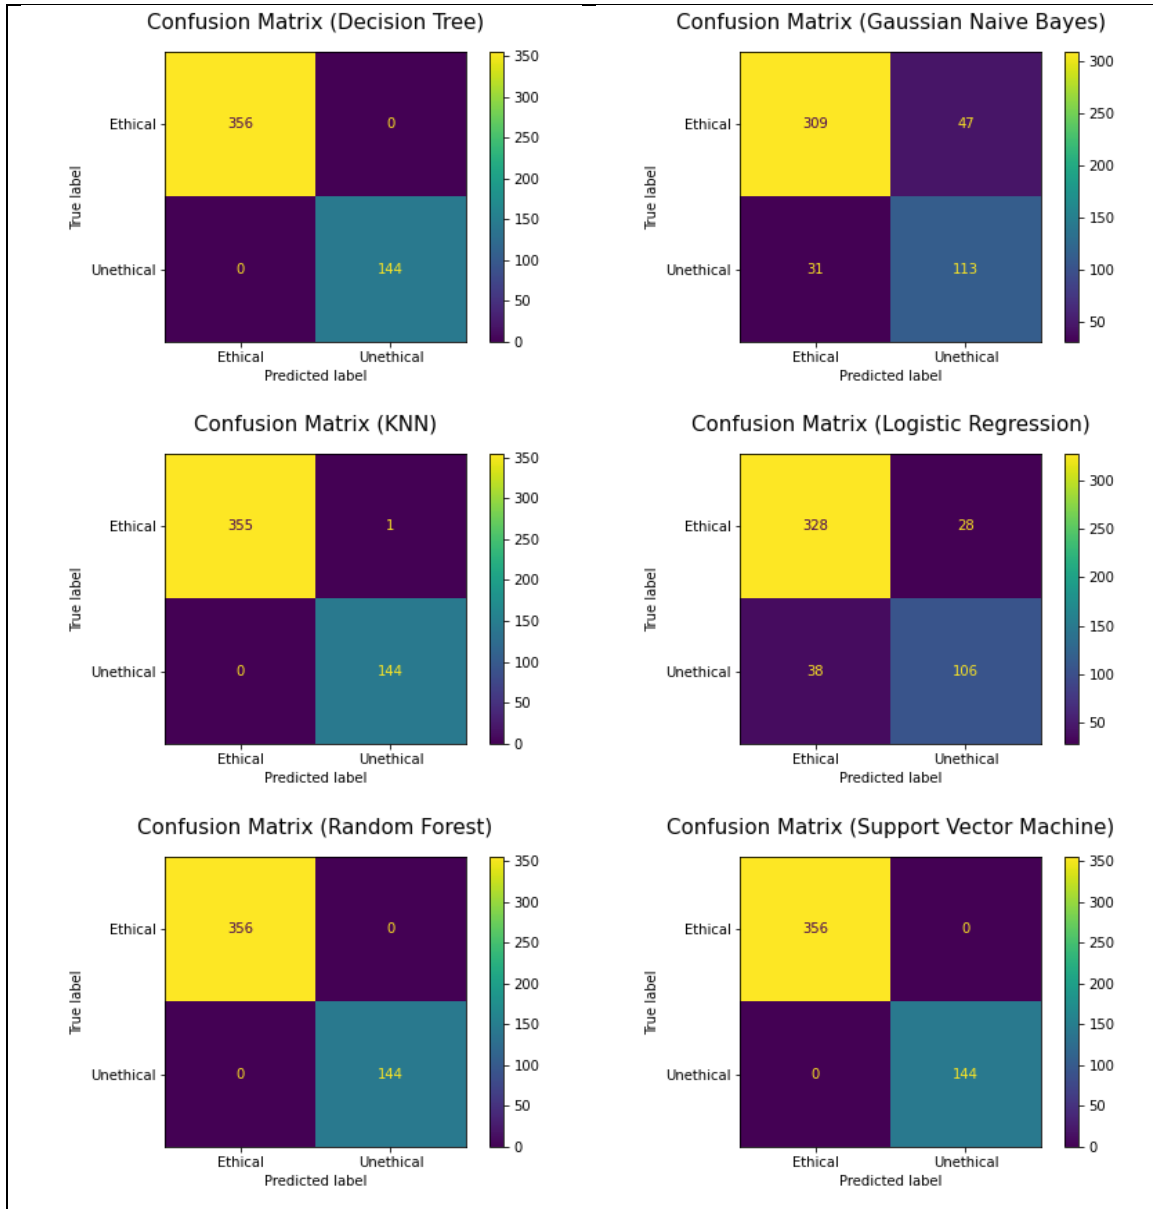 Confusion Matrix (Decision Tree)
350
300
250
200
150
100
50
0
True label
Ethical
356
0
Unethical
0
144
Ethical
Unethical
Predicted label
Confusion Matrix (Gaussian Naive Bayes)
300
250
200
150
100
50
True label
Ethical
309
47
Unethical
31
113
Ethical
Unethical
Predicted label
Confusion Matrix (KNN)
350
300
250
200
150
100
50
0
True label
Ethical
355
1
Unethical
0
144
Ethical
Unethical
Predicted label
Confusion Matrix (Logistic Regression)
300
250
200
150
100
50
True label
Ethical
328
28
Unethical
38
106
Ethical
Unethical
Predicted label
Confusion Matrix (Random Forest)
350
300
250
200
150
100
50
0
True label
Ethical
356
0
Unethical
0
144
Ethical
Unethical
Predicted label
Confusion Matrix (Support Vector Machine)
350
300
250
200
150
100
50
0
True label
Ethical
356
0
Unethical
0
144
Ethical
Unethical
Predicted label